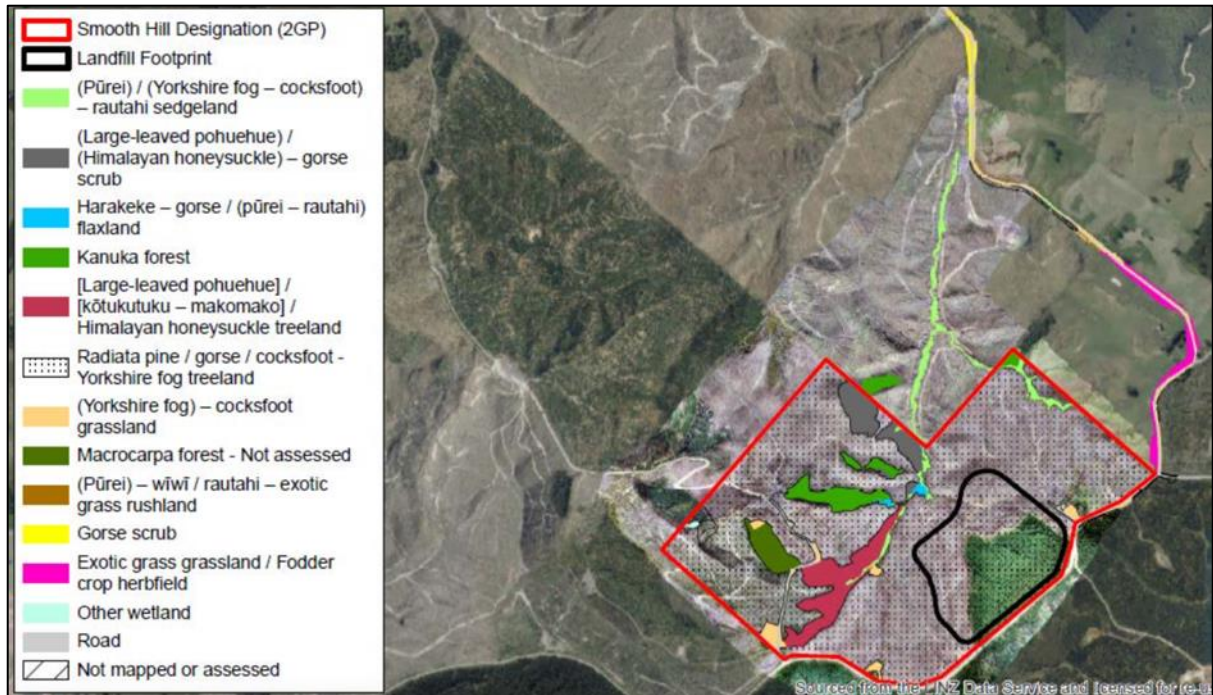 Smooth Hill Designation (2GP)
Landfill Footprint
(Pūrei) / (Yorkshire fog – cocksfoot)
– rautahi sedgeland
(Large-leaved pohuehue) /
(Himalayan honeysuckle) – gorse
scrub
Harakeke – gorse / (pūrei – rautahi)
flaxland
Kanuka forest
[Large-leaved pohuehue] /
[kōtukutuku – makomako] /
Himalayan honeysuckle treeland
Radiata pine / gorse / cocksfoot -
Yorkshire fog treeland
(Yorkshire fog) – cocksfoot
grassland
Macrocarpa forest - Not assessed
(Pūrei) – wīwī / rautahi – exotic
grass rushland
Gorse scrub
Exotic grass grassland / Fodder
crop herbfield
Other wetland
Road
Not mapped or assessed
Sourced from the LINZ Data Service and licensed for